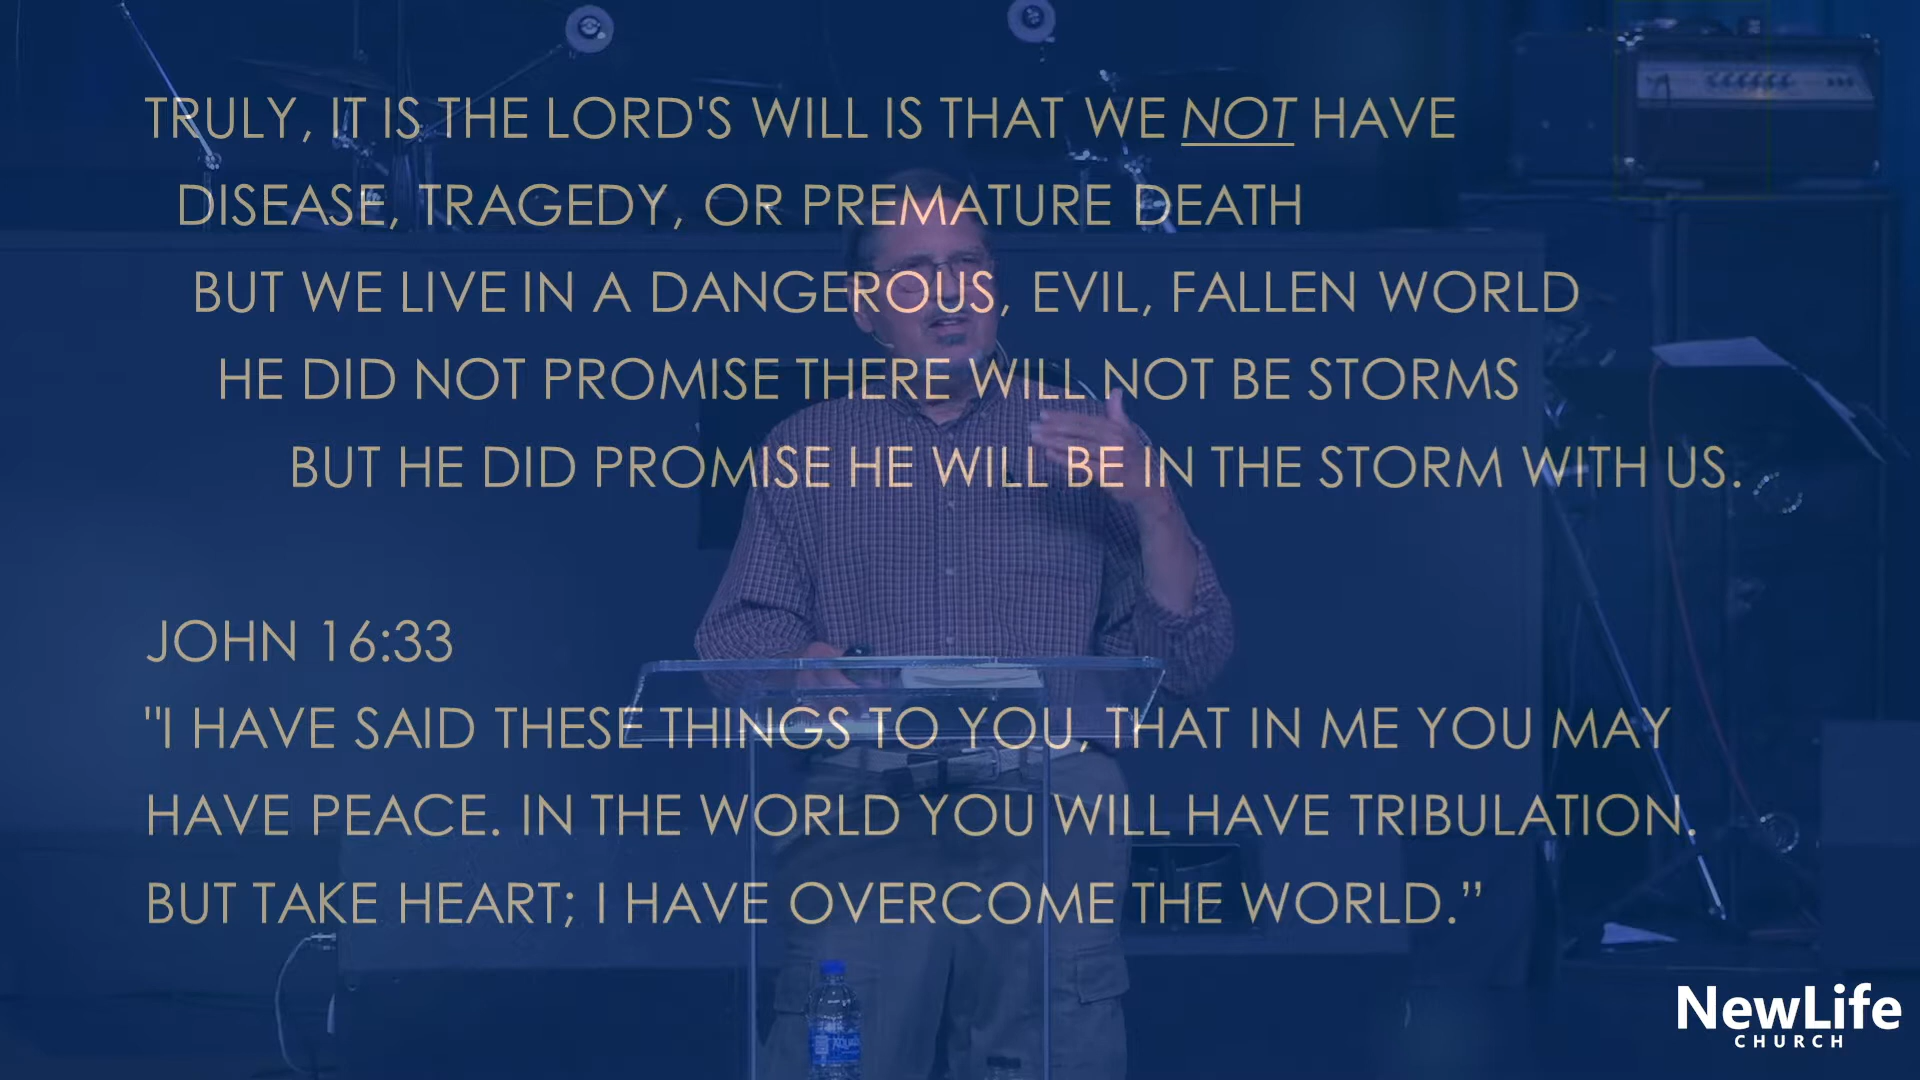 TRULY, IT IS THE LORD'S WILL IS THAT WE NOT HAVE
DISEASE, TRAGEDY, OR PREMATURE DEATH
BUT WE LIVE IN A DANGEROUS, EVIL, FALLEN WORLD
HE DID NOT PROMISE THERE WILL NOT BE STORMS
BUT HE DID PROMISE HE WILL BE IN THE STORM WITH US.
JOHN 16:33
"I HAVE SAID THESE THINGS TO YOU, THAT IN ME YOU MAY
HAVE PEACE. IN THE WORLD YOU WILL HAVE TRIBULATION.
BUT TAKE HEART; I HAVE OVERCOME THE WORLD.”
NewLife
CHURCH